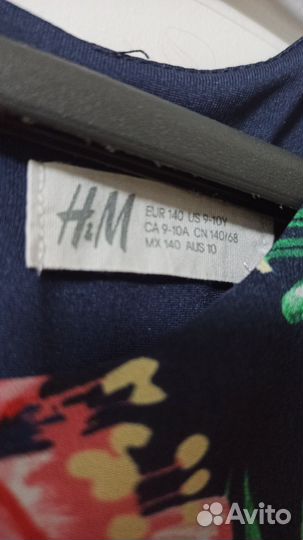 H&M
EUR 140 US 9-10Y
CA 9-10A CN 140/68
MX 140 AUS 10
Avito